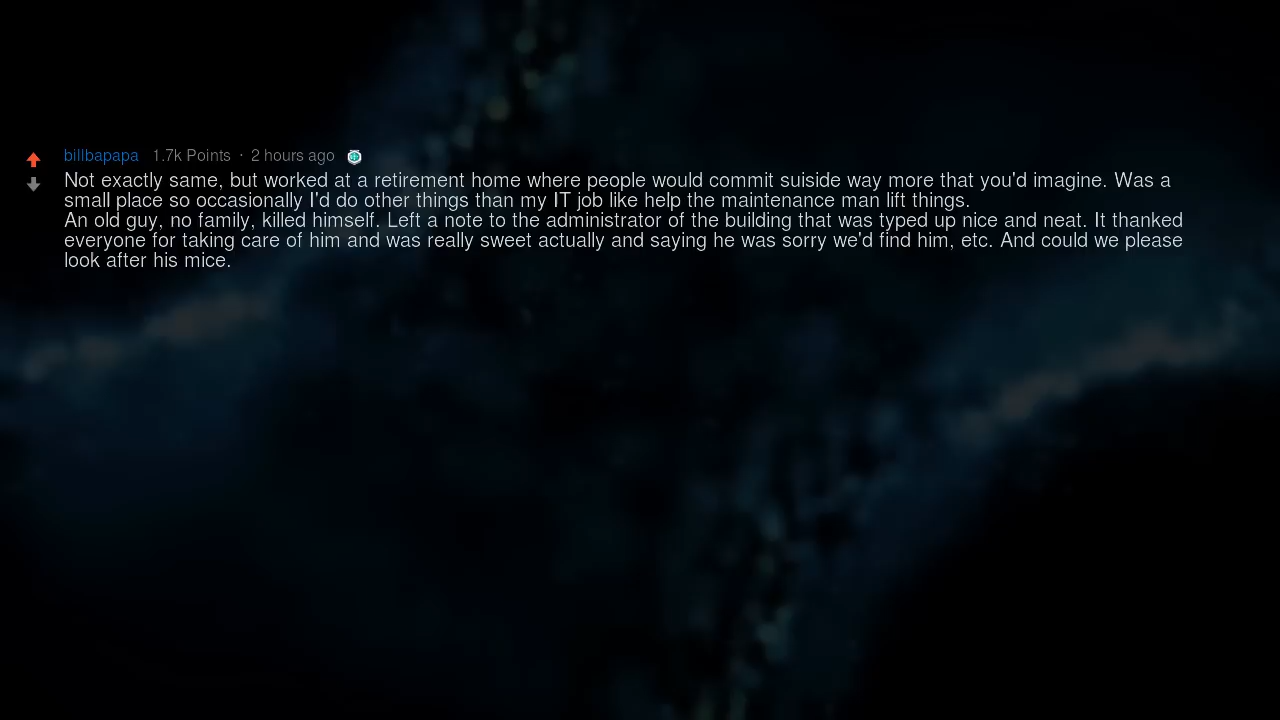 billbapapa 1.7k Points · 2 hours ago
Not exactly same, but worked at a retirement home where people would commit suiside way more that you'd imagine. Was a
small place so occasionally I'd do other things than my IT job like help the maintenance man lift things.
An old guy, no family, killed himself. Left a note to the administrator of the building that was typed up nice and neat. It thanked
everyone for taking care of him and was really sweet actually and saying he was sorry we'd find him, etc. And could we please
look after his mice.